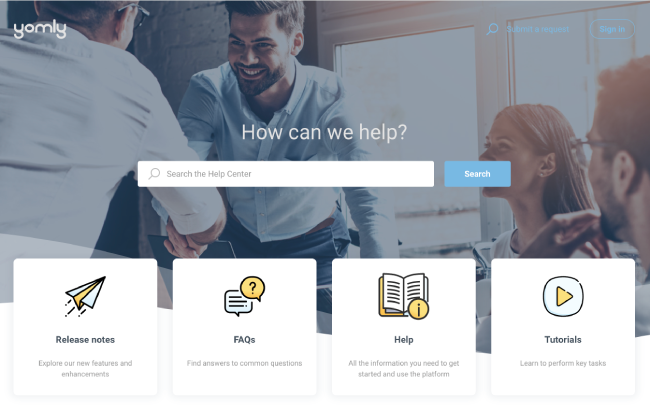 yomly
Submit a request
Sign in
How can we help?
Search the Help Center
Search
Release notes
Explore our new features and
enhancements
FAQs
Find answers to common questions
Help
All the information you need to get
started and use the platform
Tutorials
Learn to perform key tasks